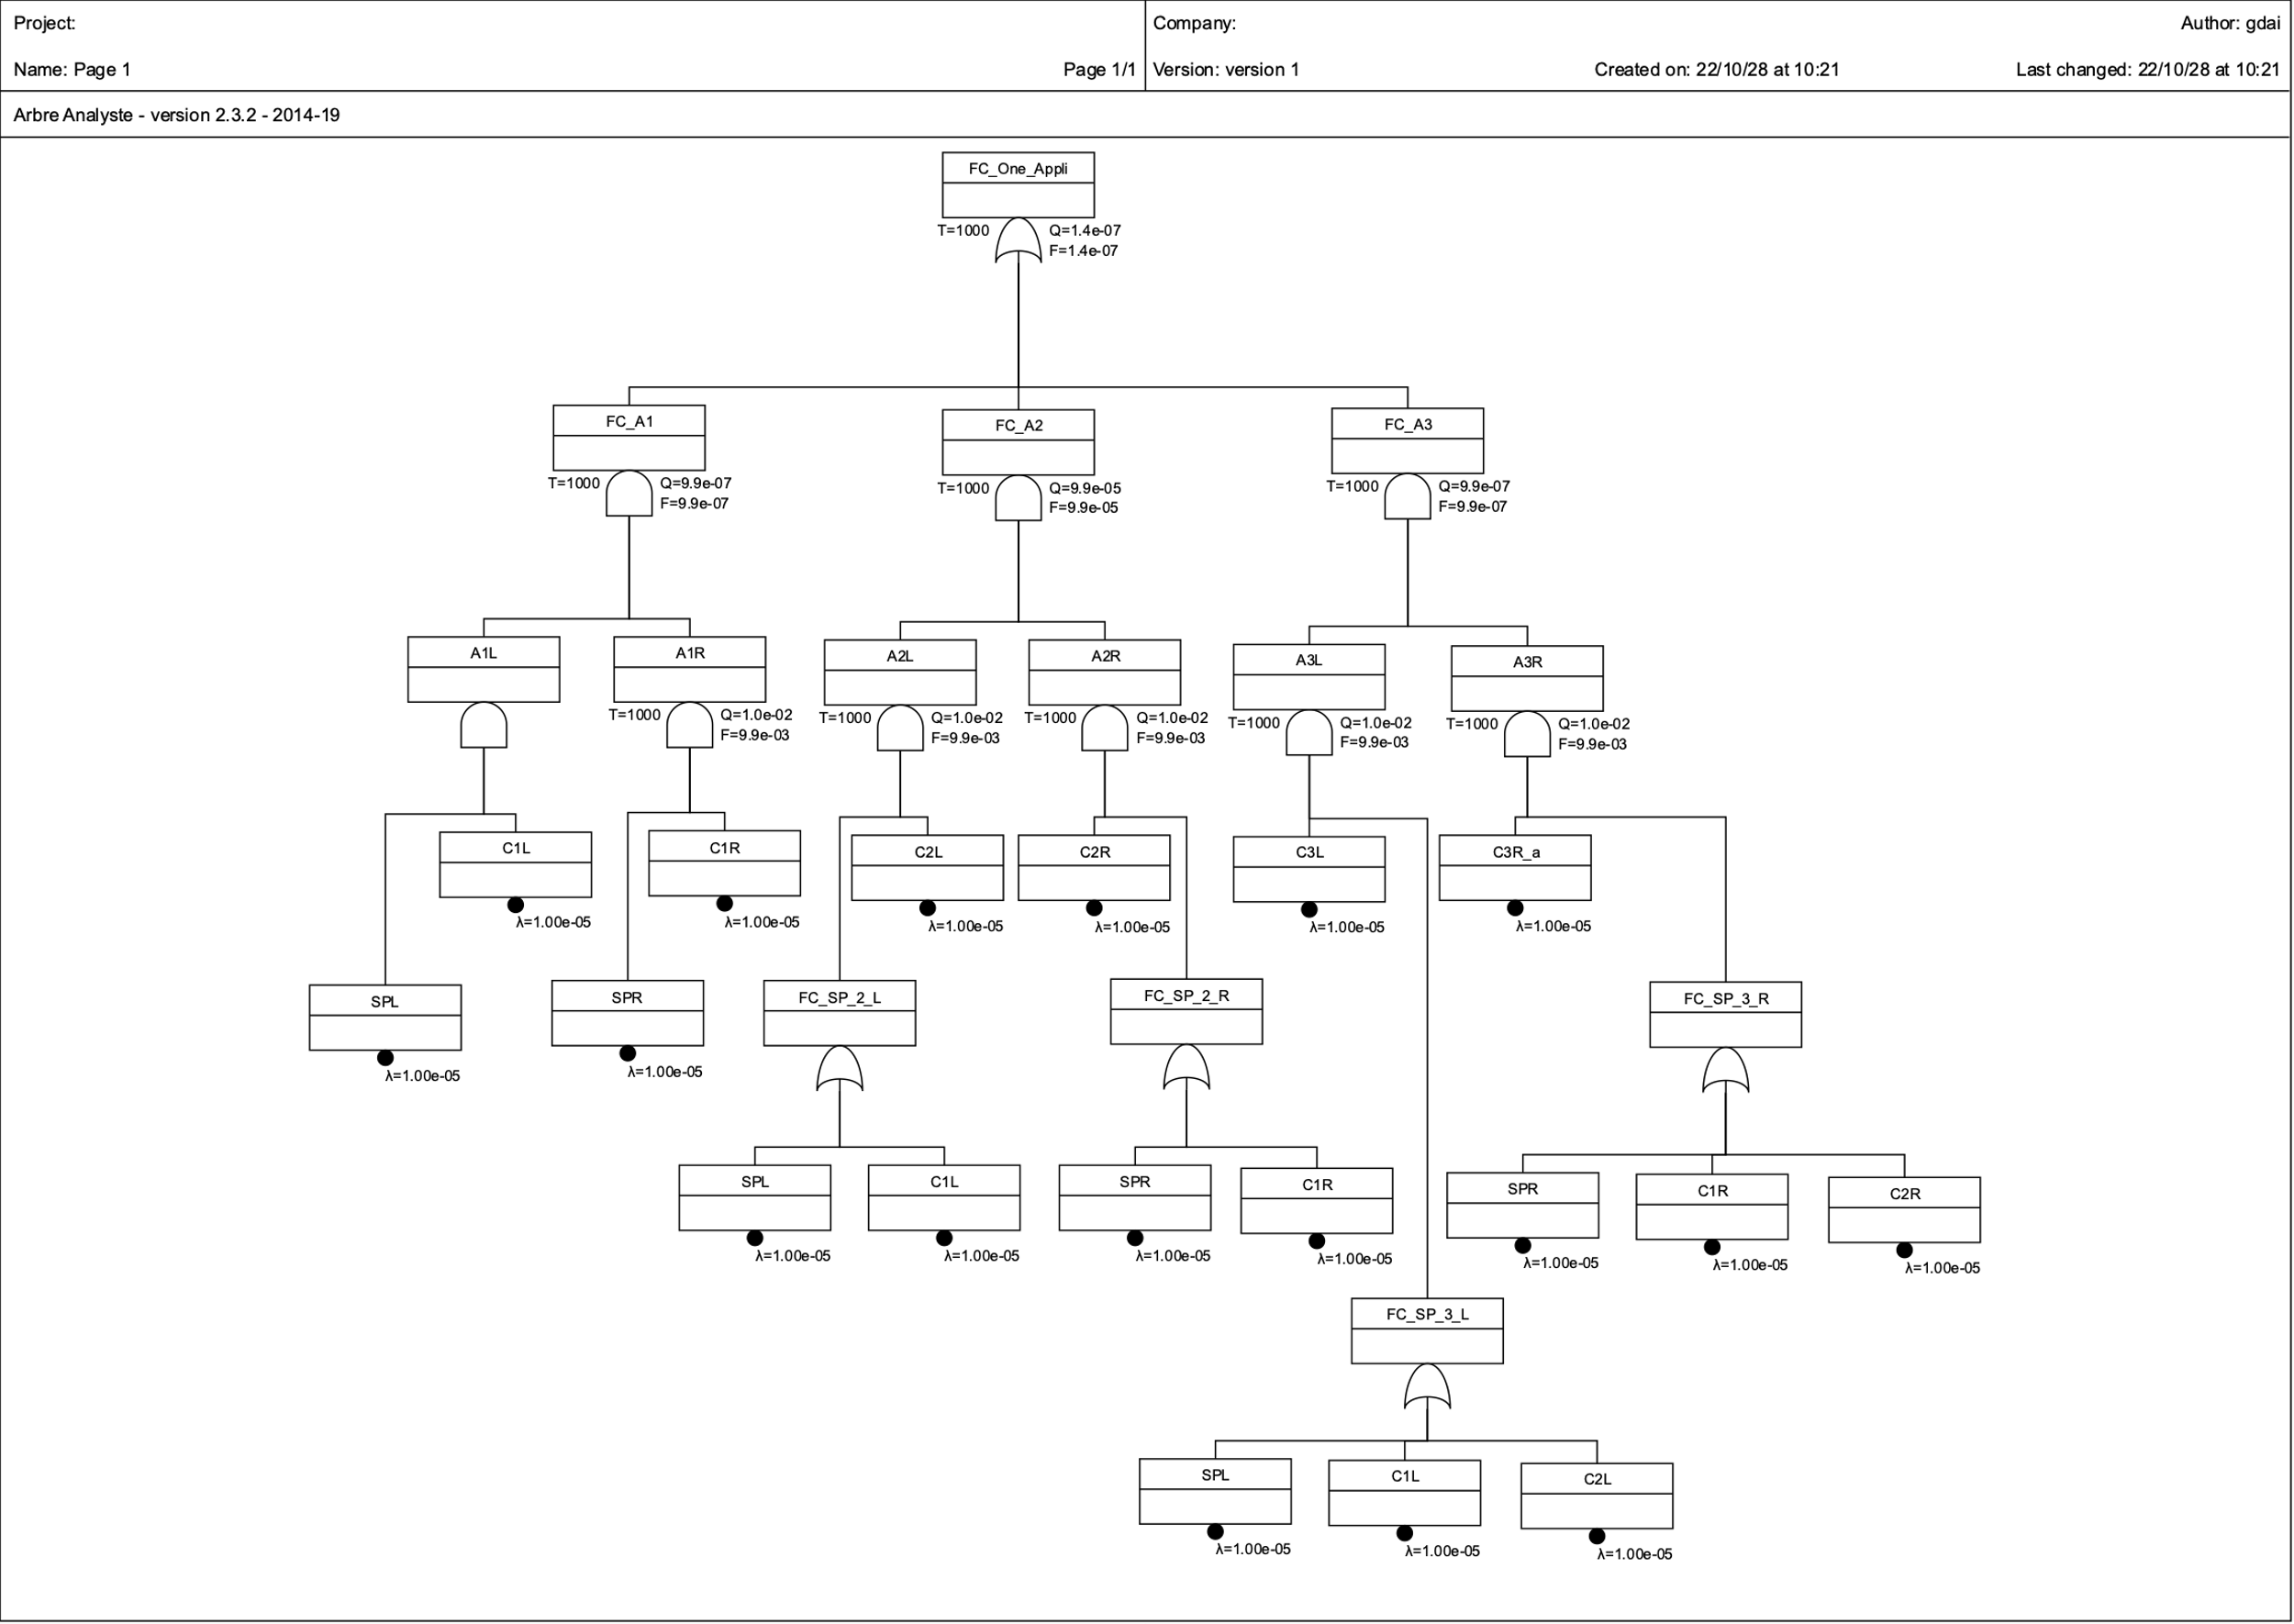 Project:
Company:
Author: gdai
Name: Page 1
Page 1/1
Version: version 1
Created on: 22/10/28 at 10:21
Last changed: 22/10/28 at 10:21
Arbre Analyste - version 2.3.2 - 2014-19
FC_One_Appli
T=1000
Q=1.4e-07
F=1.4e-07
FC_A1
T=1000
Q=9.9e-07
F=9.9e-07
FC_A2
T=1000
Q=9.9e-05
F=9.9e-05
FC_A3
T=1000
Q=9.9e-07
F=9.9e-07
A1L
A1R
T=1000
Q=1.0e-02
F=9.9e-03
A2L
T=1000
Q=1.0e-02
F=9.9e-03
A2R
T=1000
Q=1.0e-02
F=9.9e-03
A3L
T=1000
Q=1.0e-02
F=9.9e-03
A3R
T=1000
Q=1.0e-02
F=9.9e-03
C1L
λ=1.00e-05
C1R
λ=1.00e-05
C2L
λ=1.00e-05
C2R
λ=1.00e-05
C3L
λ=1.00e-05
C3R_a
λ=1.00e-05
SPL
λ=1.00e-05
SPR
λ=1.00e-05
FC_SP_2_L
FC_SP_2_R
FC_SP_3_R
SPL
λ=1.00e-05
C1L
λ=1.00e-05
SPR
λ=1.00e-05
C1R
λ=1.00e-05
SPR
λ=1.00e-05
C1R
λ=1.00e-05
C2R
λ=1.00e-05
FC_SP_3_L
SPL
λ=1.00e-05
C1L
λ=1.00e-05
C2L
λ=1.00e-05